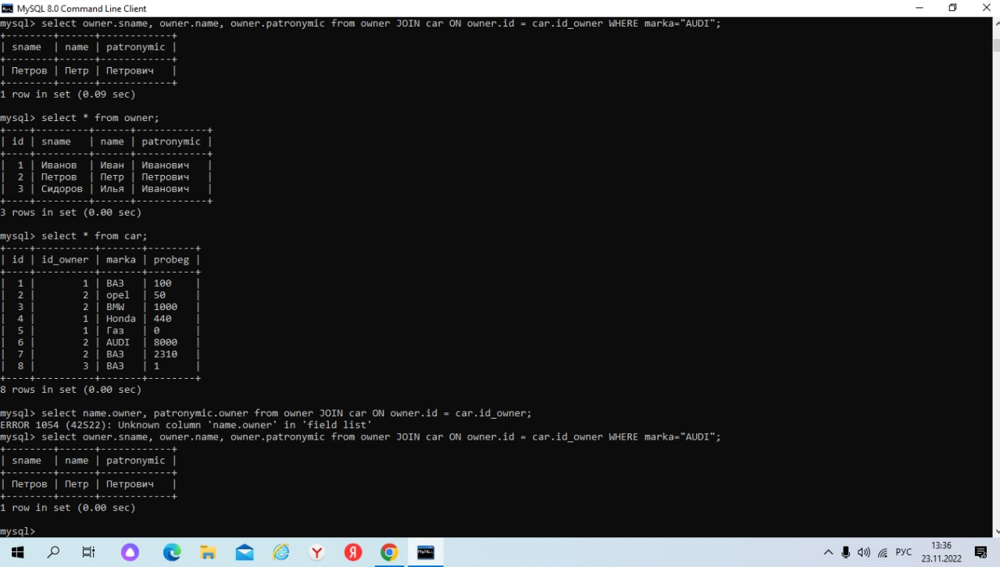 MySQL 8.0 Command Line Client
mysql> select owner.sname, owner.name, owner.patronymic from owner JOIN car ON owner.id = car.id_owner WHERE marka="AUDI";
+--------+------+------------+
| sname  | name | patronymic |
+--------+------+------------+
| Петров | Петр | Петрович   |
+--------+------+------------+
1 row in set (0.09 sec)
mysql> select * from owner;
+----+---------+------+------------+
| id | sname   | name | patronymic |
+----+---------+------+------------+
|  1 | Иванов  | Иван | Иванович   |
|  2 | Петров  | Петр | Петрович   |
|  3 | Сидоров | Илья | Иванович   |
+----+---------+------+------------+
3 rows in set (0.00 sec)
mysql> select * from car;
+----+----------+-------+--------+
| id | id_owner | marka | probeg |
+----+----------+-------+--------+
|  1 |        1 | ВАЗ   | 100    |
|  2 |        2 | opel  | 50     |
|  3 |        2 | BMW   | 1000   |
|  4 |        1 | Honda | 440    |
|  5 |        1 | Газ   | 0      |
|  6 |        2 | AUDI  | 8000   |
|  7 |        2 | ВАЗ   | 2310   |
|  8 |        3 | ВАЗ   | 1      |
+----+----------+-------+--------+
8 rows in set (0.00 sec)
mysql> select name.owner, patronymic.owner from owner JOIN car ON owner.id = car.id_owner;
ERROR 1054 (42S22): Unknown column 'name.owner' in 'field list'
mysql> select owner.sname, owner.name, owner.patronymic from owner JOIN car ON owner.id = car.id_owner WHERE marka="AUDI";
+--------+------+------------+
| sname  | name | patronymic |
+--------+------+------------+
| Петров | Петр | Петрович   |
+--------+------+------------+
1 row in set (0.00 sec)
mysql>
РУС
13:36
23.11.2022